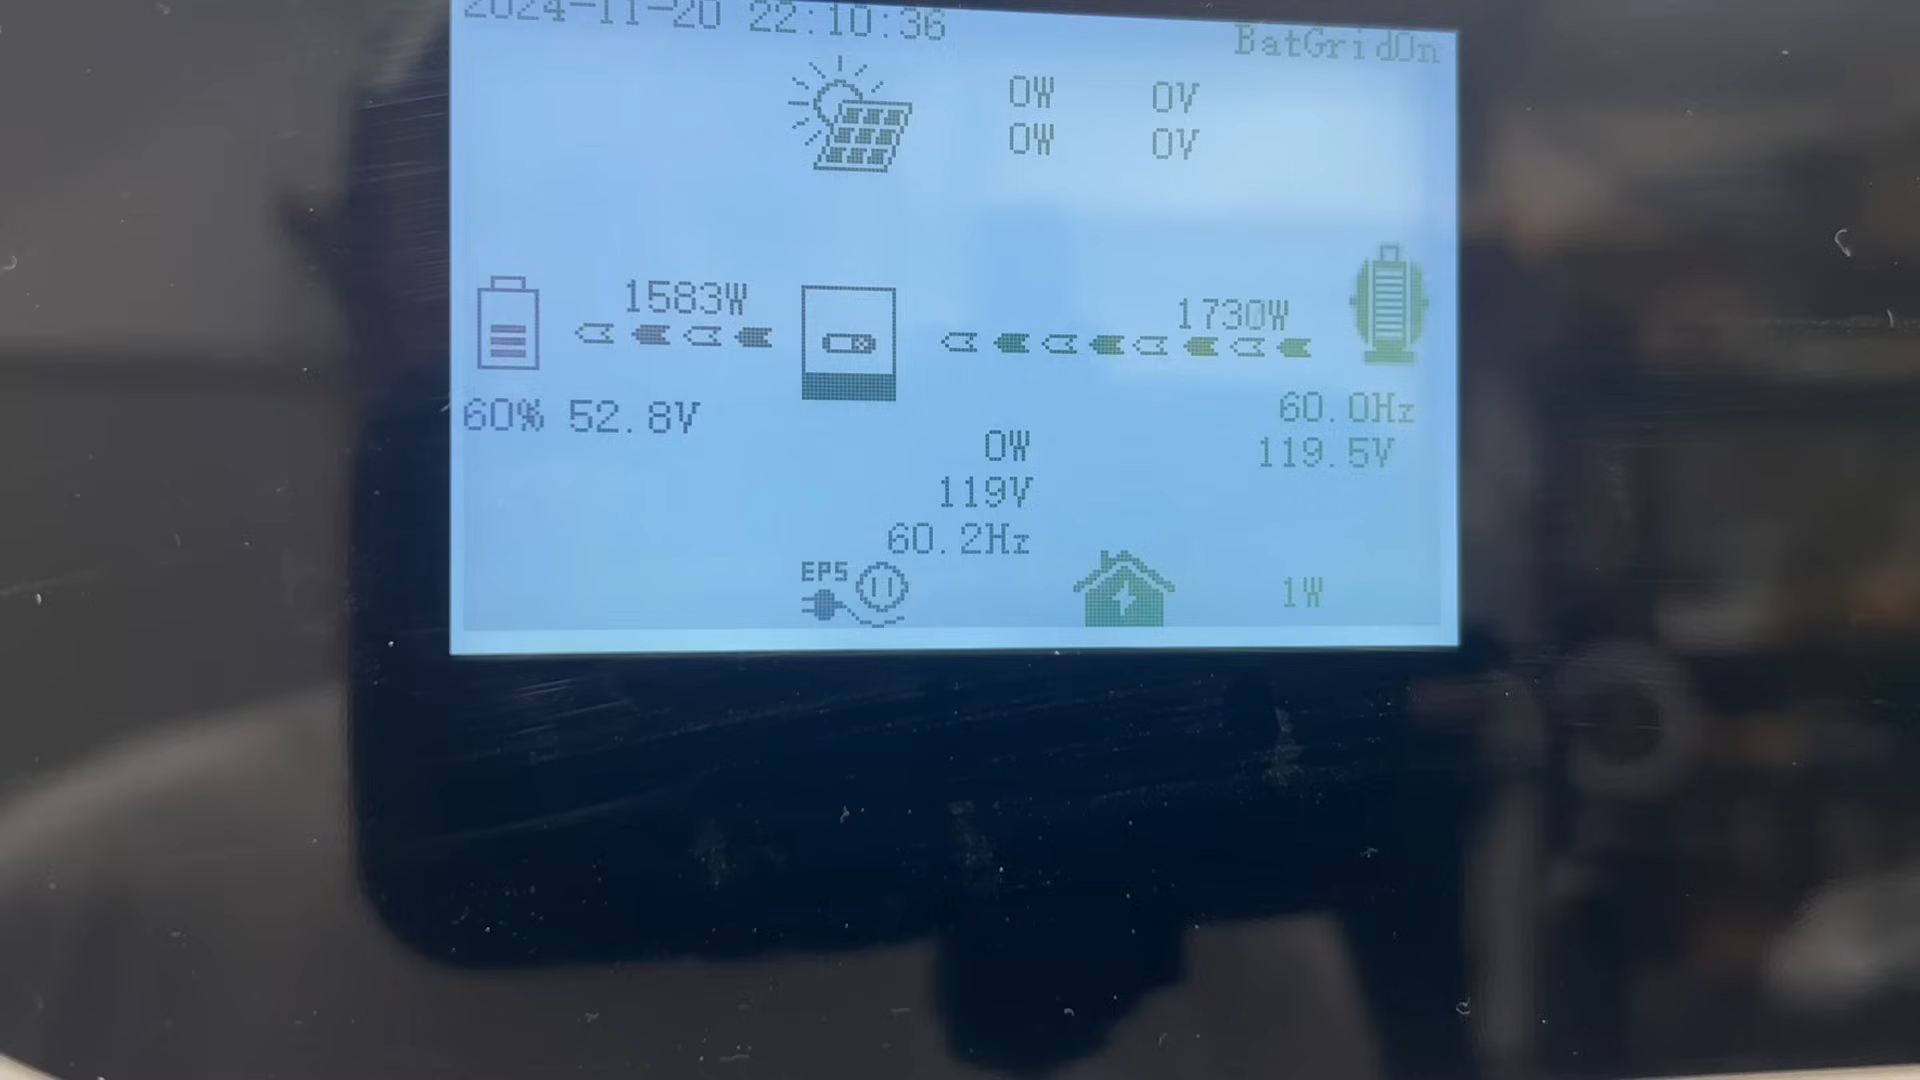 2024-11-20 22:10:36
BatGridOn
0W 0V
0W 0V
1583W
1730W
60% 52.8V
60.0Hz
119.5V
0W
119V
60.2Hz
EPS
1W